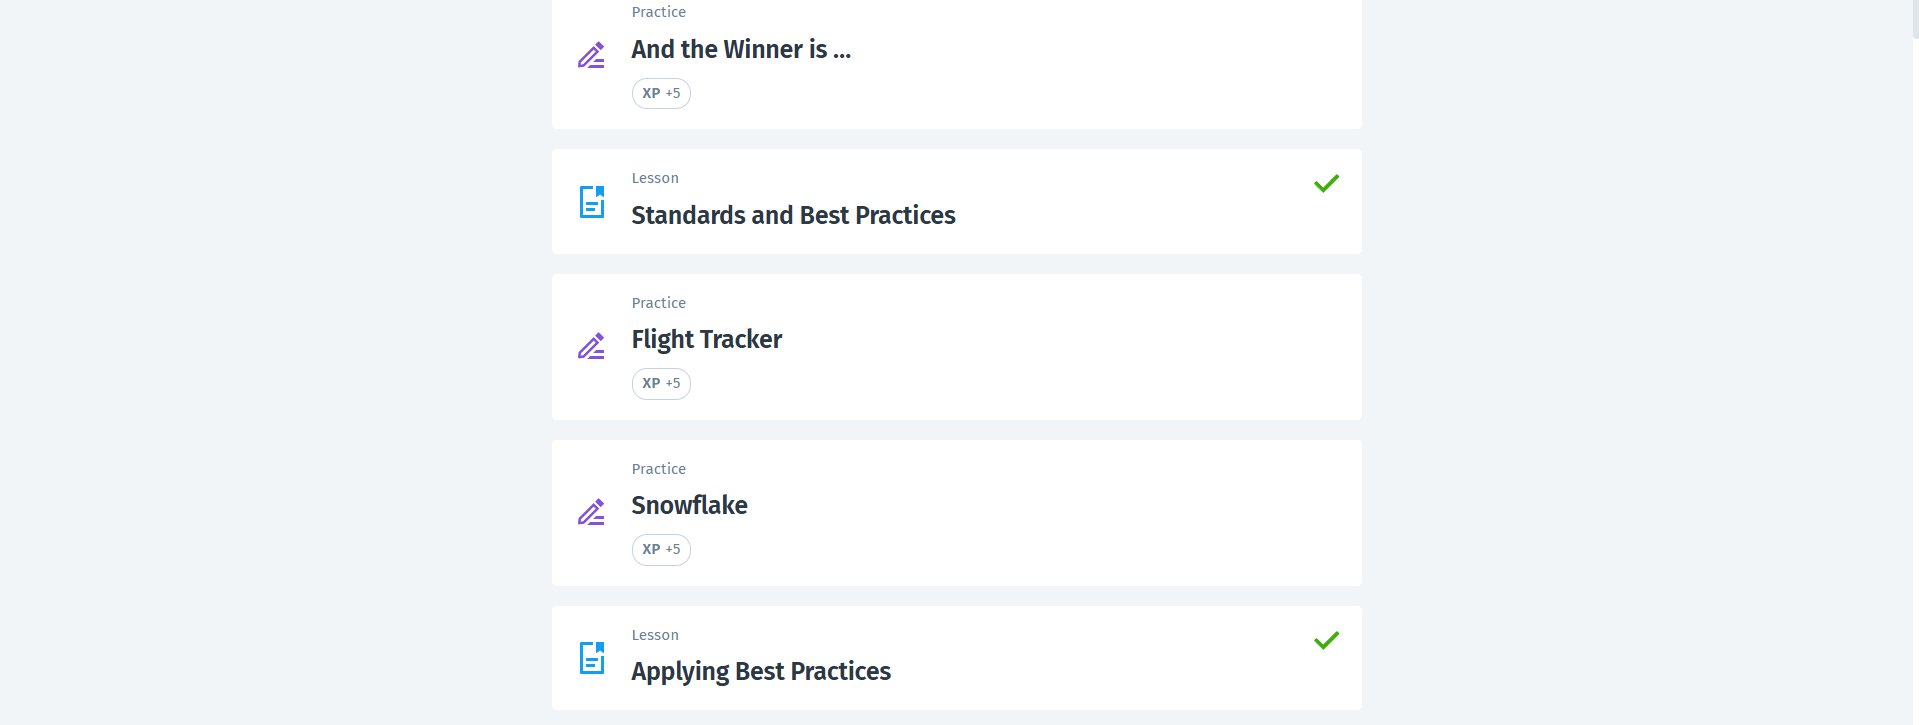 Practice
And the Winner is ...
XP +5
Lesson
Standards and Best Practices
Practice
Flight Tracker
XP +5
Practice
Snowflake
XP +5
Lesson
Applying Best Practices